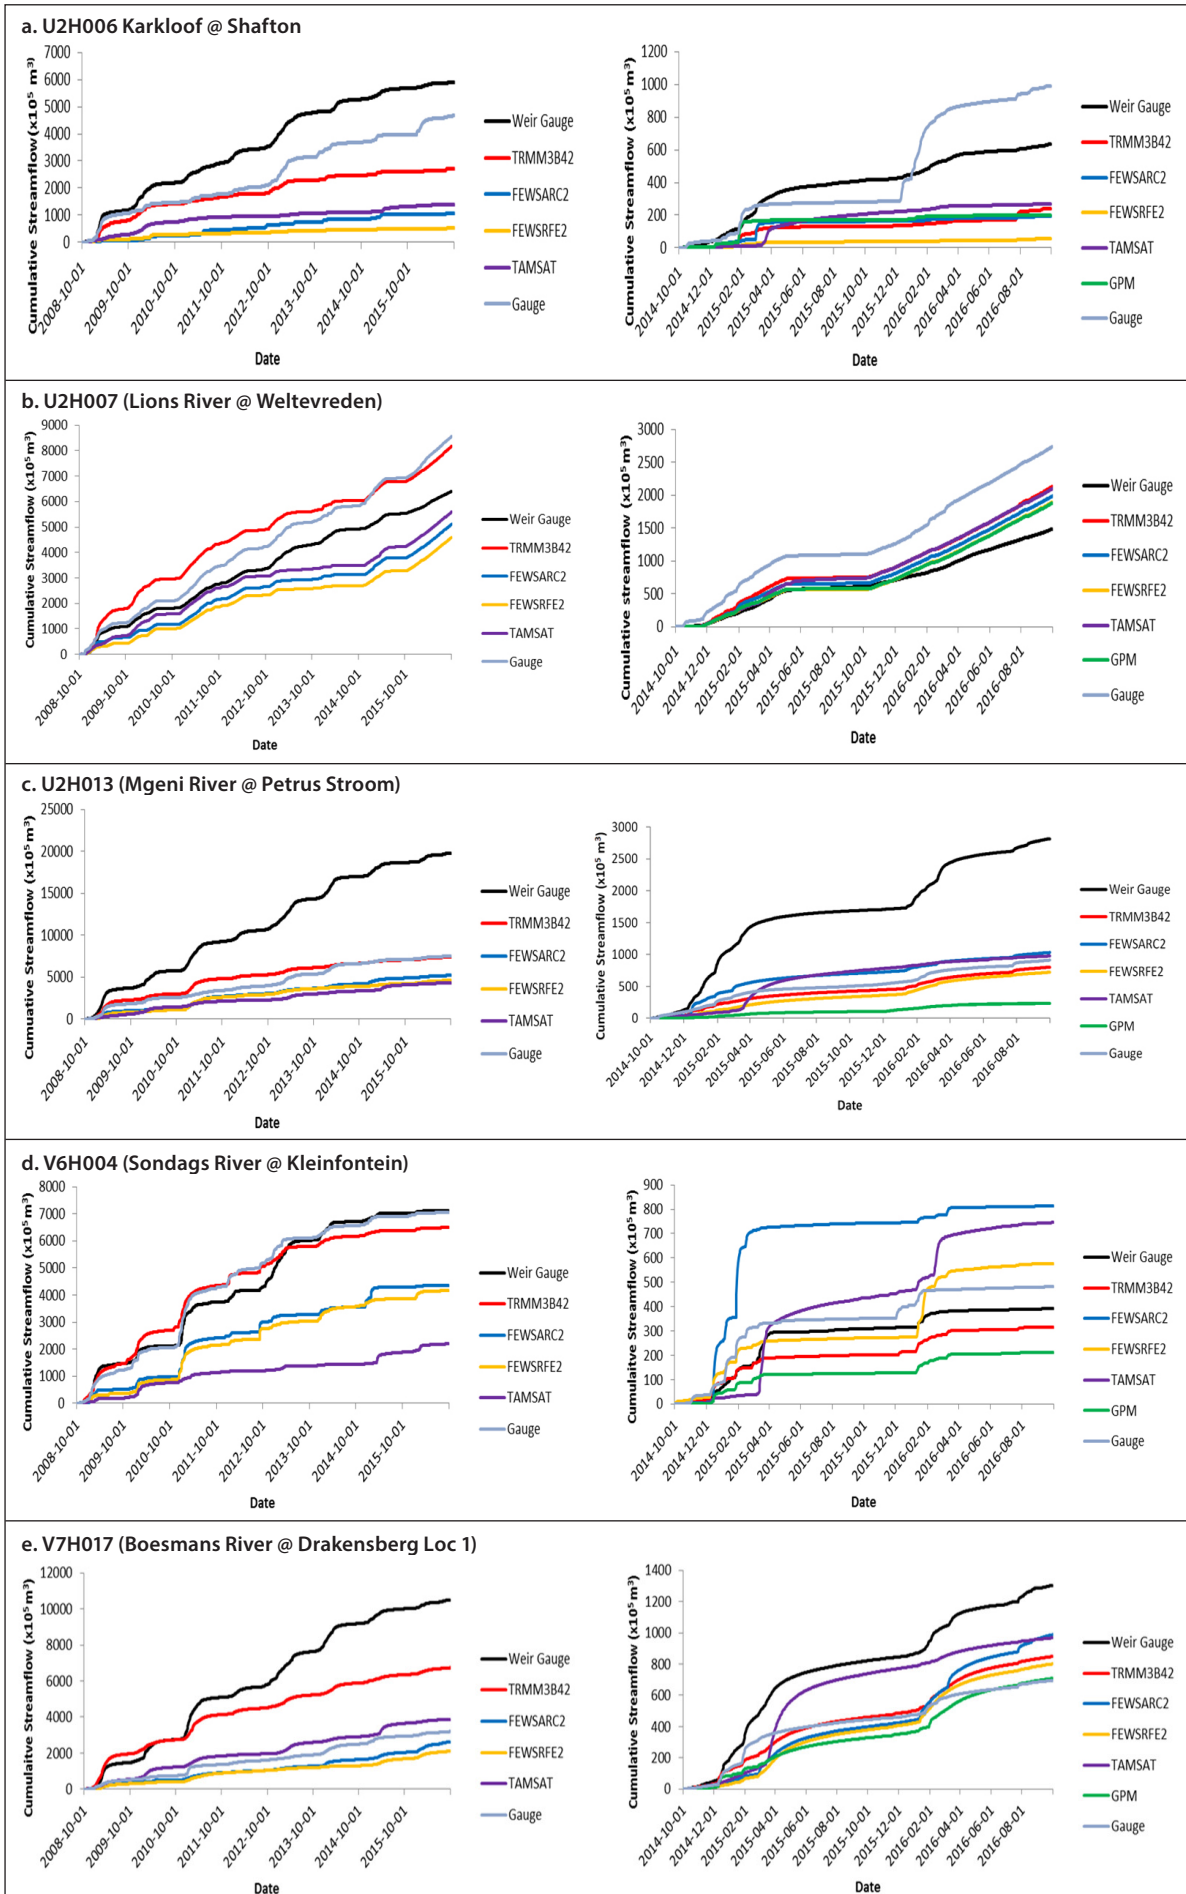 a. U2H006 Karkloof @ Shafton
Cumulative Streamflow (x10⁵ m³)
7000
6000
5000
4000
3000
2000
1000
0
2008-10-01
2009-10-01
2010-10-01
2011-10-01
2012-10-01
2013-10-01
2014-10-01
2015-10-01
Date
Weir Gauge
TRMM3B42
FEWSARC2
FEWSRFE2
TAMSAT
Gauge
Cumulative Streamflow (x10⁵ m³)
1200
1000
800
600
400
200
0
2014-10-01
2014-12-01
2015-02-01
2015-04-01
2015-06-01
2015-08-01
2015-10-01
2015-12-01
2016-02-01
2016-04-01
2016-06-01
2016-08-01
Date
Weir Gauge
TRMM3B42
FEWSARC2
FEWSRFE2
TAMSAT
GPM
Gauge
b. U2H007 (Lions River @ Weltevreden)
Cumulative Streamflow (x10⁵ m³)
9000
8000
7000
6000
5000
4000
3000
2000
1000
0
2008-10-01
2009-10-01
2010-10-01
2011-10-01
2012-10-01
2013-10-01
2014-10-01
2015-10-01
Date
Weir Gauge
TRMM3B42
FEWSARC2
FEWSRFE2
TAMSAT
Gauge
Cumulative streamflow (x10⁵ m³)
3000
2500
2000
1500
1000
500
0
2014-10-01
2014-12-01
2015-02-01
2015-04-01
2015-06-01
2015-08-01
2015-10-01
2015-12-01
2016-02-01
2016-04-01
2016-06-01
2016-08-01
Date
Weir Gauge
TRMM3B42
FEWSARC2
FEWSRFE2
TAMSAT
GPM
Gauge
c. U2H013 (Mgeni River @ Petrus Stroom)
Cumuative Streamflow (x10⁵ m³)
25000
20000
15000
10000
5000
0
2008-10-01
2009-10-01
2010-10-01
2011-10-01
2012-10-01
2013-10-01
2014-10-01
2015-10-01
Date
Weir Gauge
TRMM3B42
FEWSARC2
FEWSRFE2
TAMSAT
Gauge
Cumulative Streamflow (x10⁵ m³)
3000
2500
2000
1500
1000
500
0
2014-10-01
2014-12-01
2015-02-01
2015-04-01
2015-06-01
2015-08-01
2015-10-01
2015-12-01
2016-02-01
2016-04-01
2016-06-01
2016-08-01
Date
Weir Gauge
TRMM3B42
FEWSARC2
FEWSRFE2
TAMSAT
GPM
Gauge
d. V6H004 (Sondags River @ Kleinfontein)
Cumulative Streamflow (x10⁵ m³)
8000
7000
6000
5000
4000
3000
2000
1000
0
2008-10-01
2009-10-01
2010-10-01
2011-10-01
2012-10-01
2013-10-01
2014-10-01
2015-10-01
Date
Weir Gauge
TRMM3B42
FEWSARC2
FEWSRFE2
TAMSAT
Gauge
Cumulaitve Streamflow (x10⁵ m³)
900
800
700
600
500
400
300
200
100
0
2014-10-01
2014-12-01
2015-02-01
2015-04-01
2015-06-01
2015-08-01
2015-10-01
2015-12-01
2016-02-01
2016-04-01
2016-06-01
2016-08-01
Date
Weir Gauge
TRMM3B42
FEWSARC2
FEWSRFE2
TAMSAT
GPM
Gauge
e. V7H017 (Boesmans River @ Drakensberg Loc 1)
Cumulaitve Streamflow (x10⁵ m³)
12000
10000
8000
6000
4000
2000
0
2008-10-01
2009-10-01
2010-10-01
2011-10-01
2012-10-01
2013-10-01
2014-10-01
2015-10-01
Date
Weir Gauge
TRMM3B42
FEWSARC2
FEWSRFE2
TAMSAT
Gauge
Cumulative Streamflow (x10⁵ m³)
1400
1200
1000
800
600
400
200
0
2014-10-01
2014-12-01
2015-02-01
2015-04-01
2015-06-01
2015-08-01
2015-10-01
2015-12-01
2016-02-01
2016-04-01
2016-06-01
2016-08-01
Date
Weir Gauge
TRMM3B42
FEWSARC2
FEWSRFE2
TAMSAT
GPM
Gauge